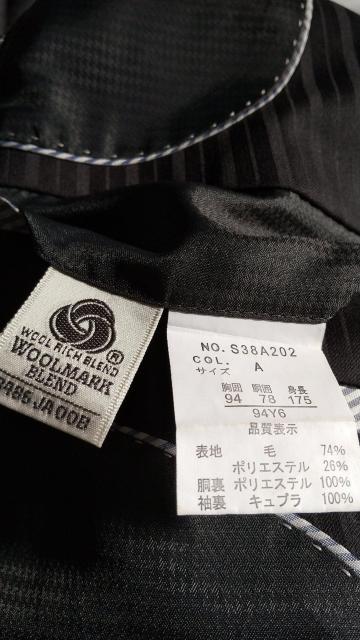 WOOL RICH BLEND
®
WOOLMARK
BLEND
3486 JA00B
NO. S38A202
COL. A
サイズ
胸囲 胴囲 身長
94 78 175
94Y6
品質表示
表地 毛 74%
ポリエステル 26%
胴裏 ポリエステル 100%
袖裏 キュプラ 100%